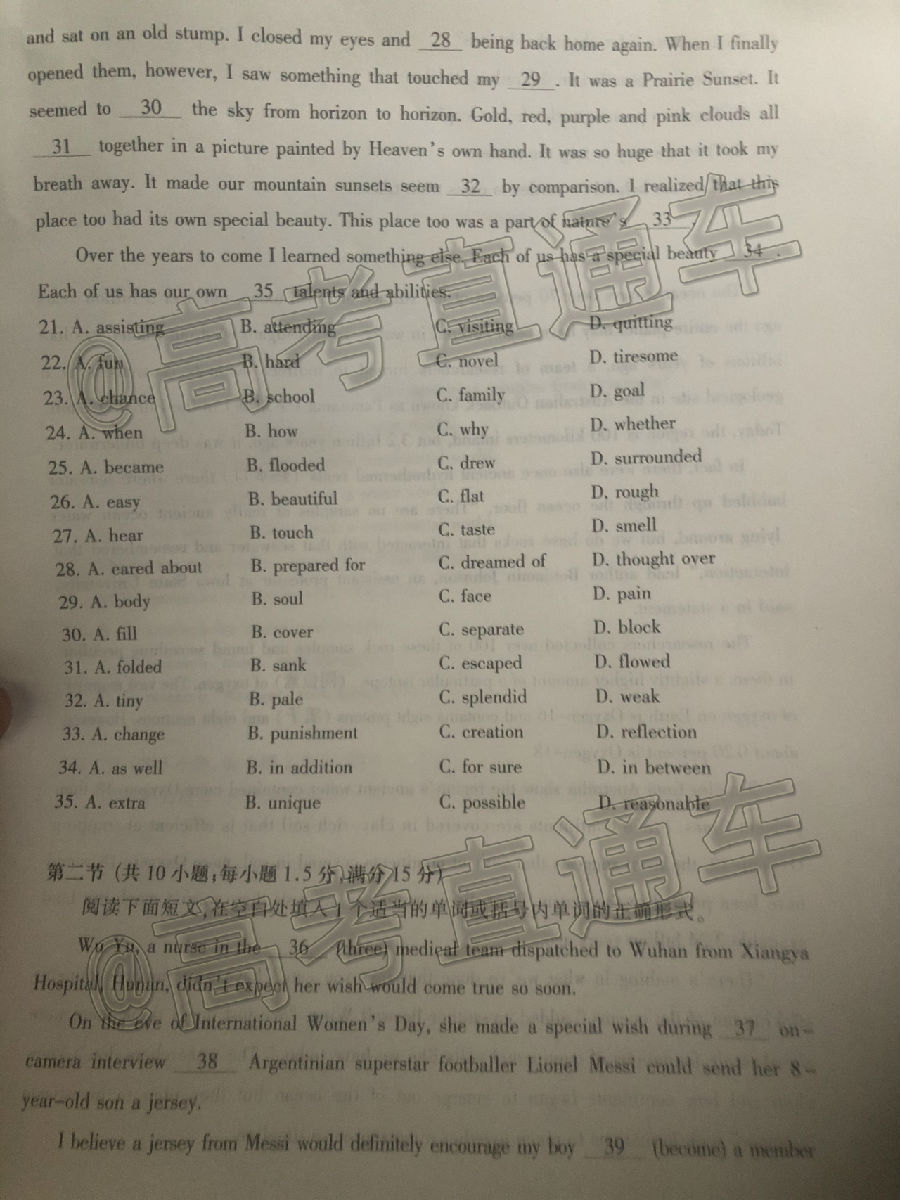 and sat on an old stump. I closed my eyes and 28 being back home again. When I finally
opened them, however, I saw something that touched my 29 . It was a Prairie Sunset. It
seemed to 30 the sky from horizon to horizon. Gold, red, purple and pink clouds all
31 together in a picture painted by Heaven's own hand. It was so huge that it took my
breath away. It made our mountain sunsets seem 32 by comparison. I realized that this
place too had its own special beauty. This place too was a part of nature's 33
Over the years to come I learned something else. Each of us has a special beauty 34 .
Each of us has our own 35 talents and abilities.
21. A. assisting B. attending C. visiting D. quitting
22. A. fun B. hard C. novel D. tiresome
23. A. chance B. school C. family D. goal
24. A. when B. how C. why D. whether
25. A. became B. flooded C. drew D. surrounded
26. A. easy B. beautiful C. flat D. rough
27. A. hear B. touch C. taste D. smell
28. A. cared about B. prepared for C. dreamed of D. thought over
29. A. body B. soul C. face D. pain
30. A. fill B. cover C. separate D. block
31. A. folded B. sank C. escaped D. flowed
32. A. tiny B. pale C. splendid D. weak
33. A. change B. punishment C. creation D. reflection
34. A. as well B. in addition C. for sure D. in between
35. A. extra B. unique C. possible D. reasonable
@高考直通车
第二节 (共 10 小题;每小题 1.5 分,满分 15 分)
阅读下面短文,在空白处填入 1 个适当的单词或括号内单词的正确形式。
Wo Yu, a nurse in the 36 (three) medical team dispatched to Wuhan from Xiangya
Hospital, Hunan, didn't expect her wish would come true so soon.
On the eve of International Women's Day, she made a special wish during 37 on-
camera interview 38 Argentinian superstar footballer Lionel Messi could send her 8-
year-old son a jersey.
I believe a jersey from Messi would definitely encourage my boy 39 (become) a member
@高考直通车